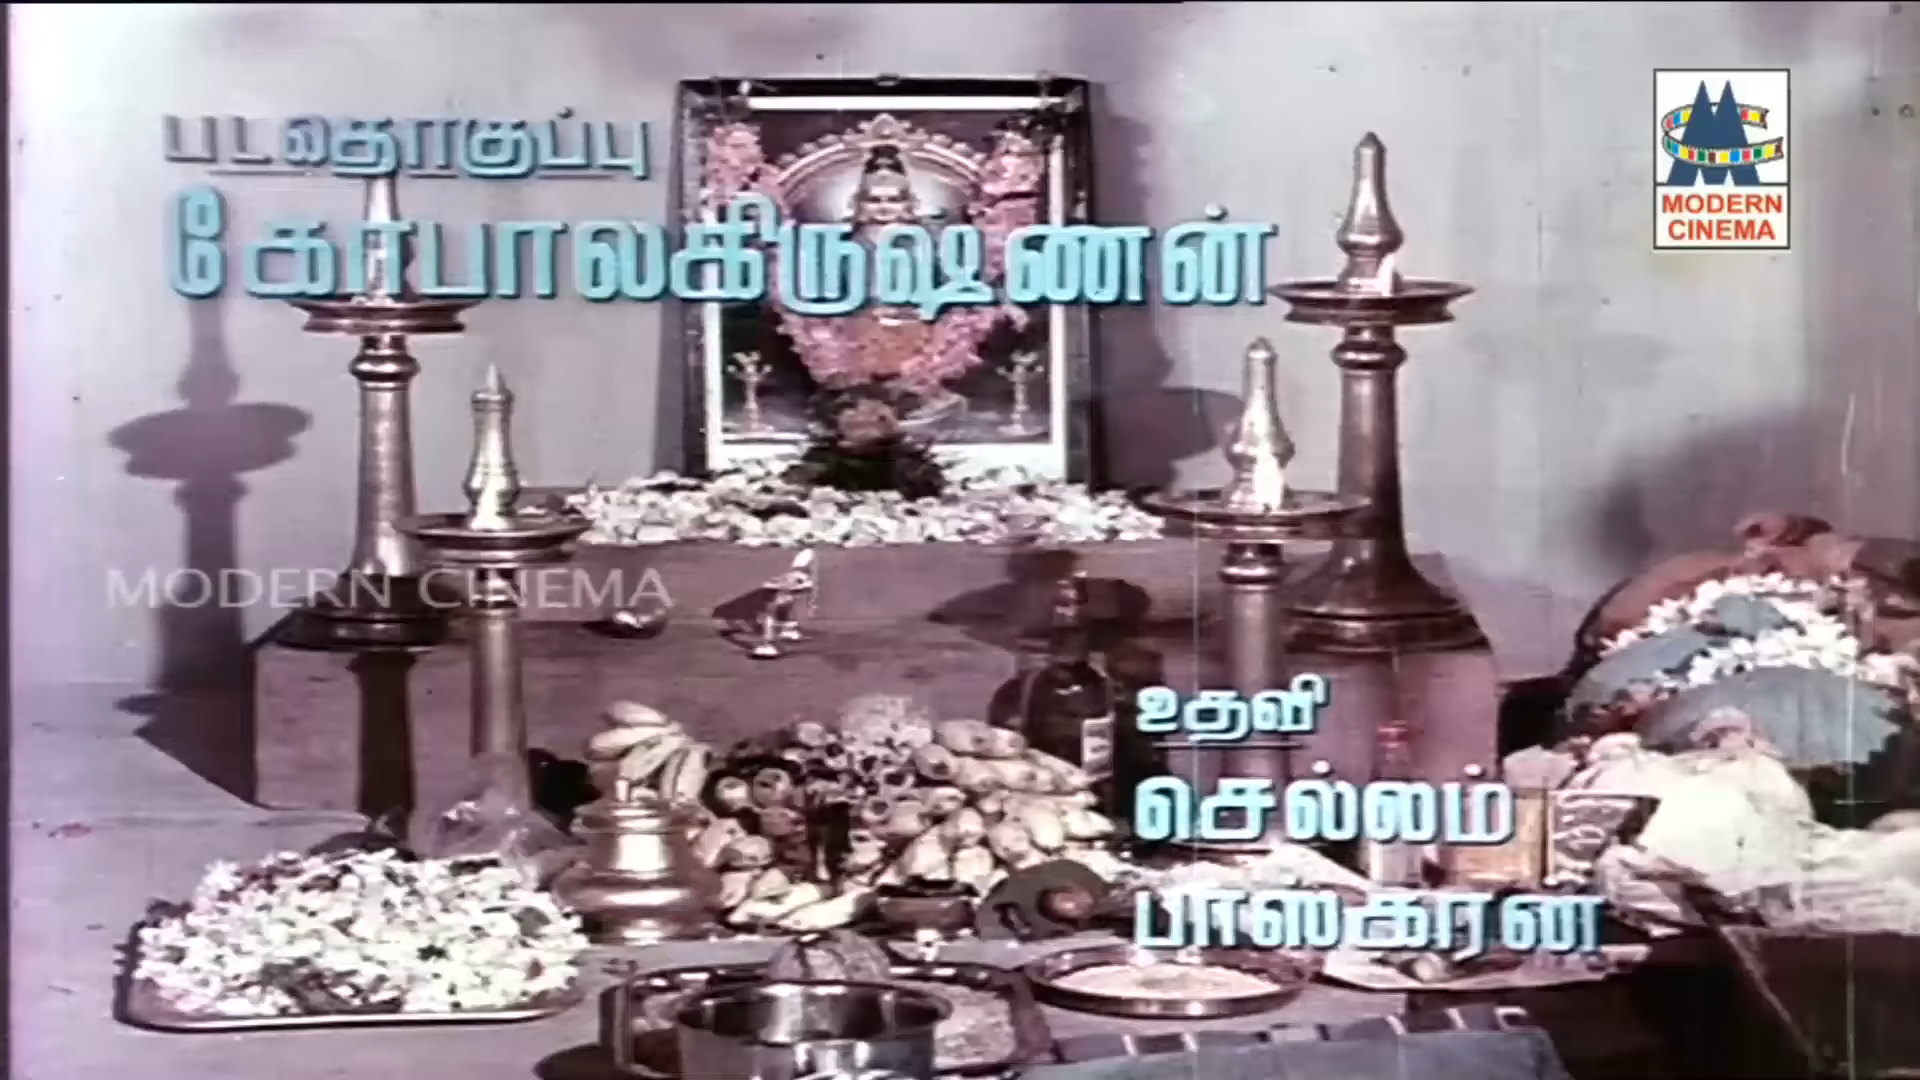 படத்தொகுப்பு
கோபாலகிருஷ்ணன்
MODERN
CINEMA
MODERN CINEMA
உதவி
செல்லம்
பாஸ்கரன்